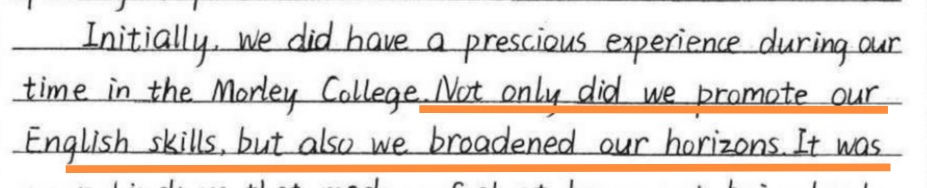 Initially, we did have a prescious experience during our
time in the Morley College. Not only did we promote our
English skills, but also we broadened our horizons. It was
that